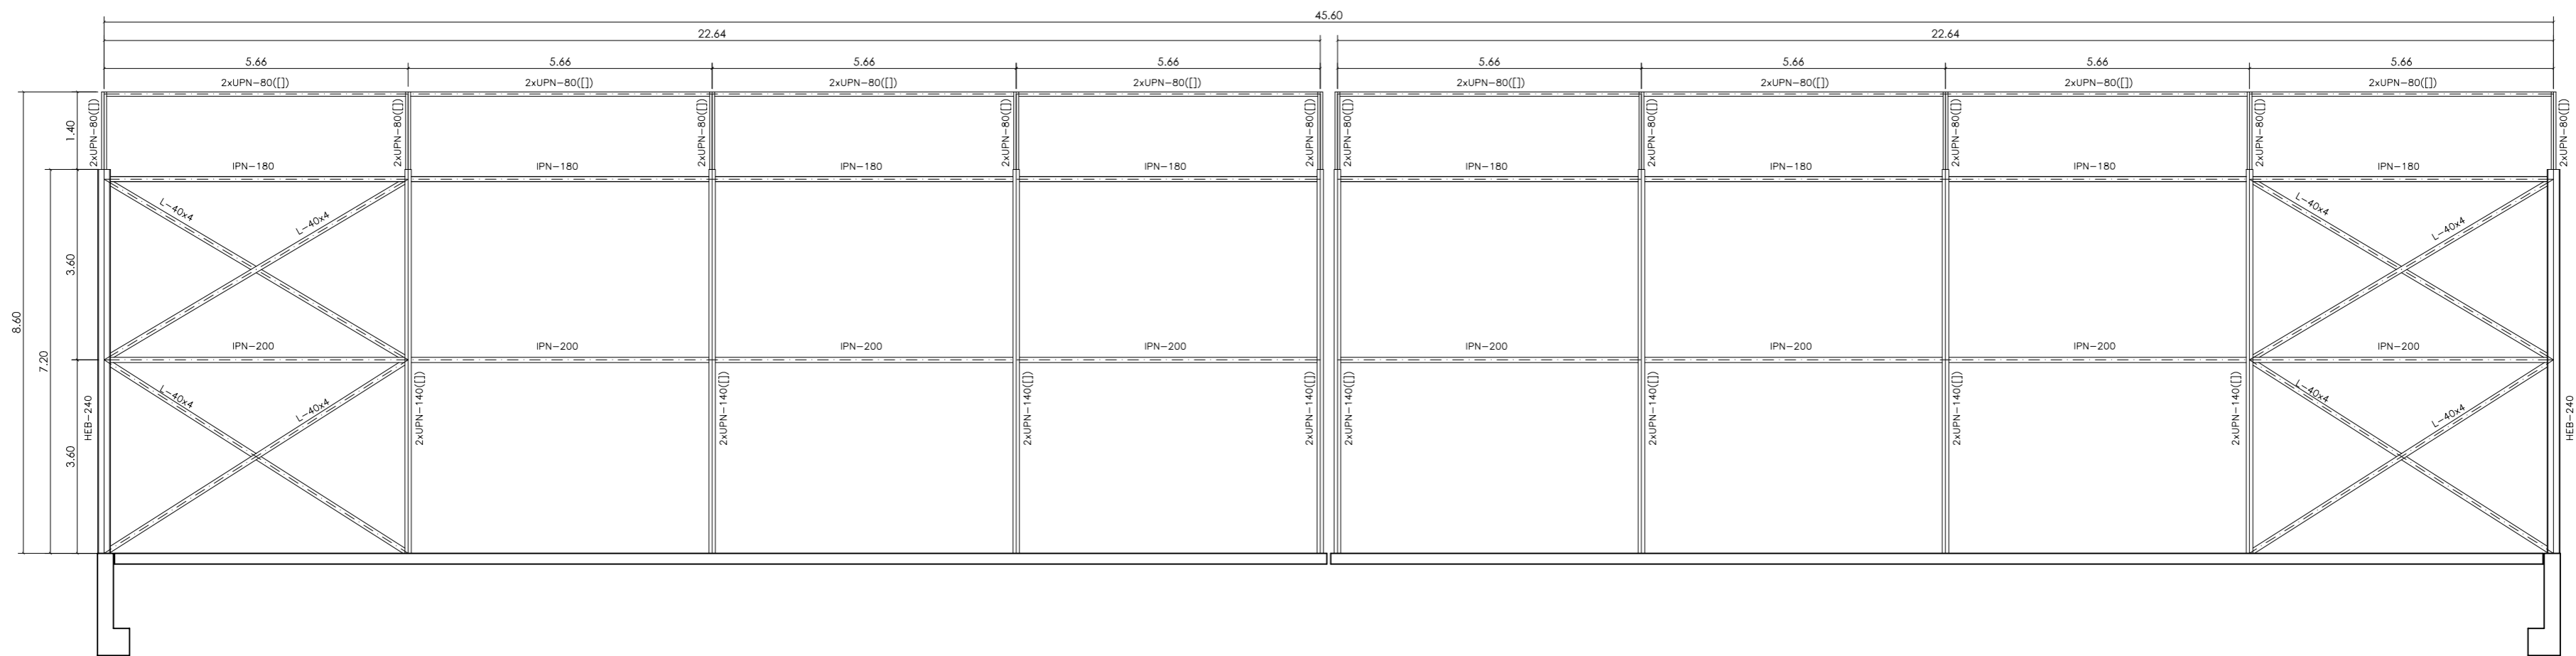 45.60
22.64 22.64
5.66 5.66 5.66 5.66 5.66 5.66 5.66 5.66
2xUPN-80([]) 2xUPN-80([]) 2xUPN-80([]) 2xUPN-80([]) 2xUPN-80([]) 2xUPN-80([]) 2xUPN-80([]) 2xUPN-80([])
1.40
2xUPN-80([]) 2xUPN-80([]) 2xUPN-80([]) 2xUPN-80([]) 2xUPN-80([]) 2xUPN-80([]) 2xUPN-80([]) 2xUPN-80([]) 2xUPN-80([]) 2xUPN-80([])
IPN-180 IPN-180 IPN-180 IPN-180 IPN-180 IPN-180 IPN-180 IPN-180
L-40x4 L-40x4 L-40x4 L-40x4
3.60
8.60
7.20
IPN-200 IPN-200 IPN-200 IPN-200 IPN-200 IPN-200 IPN-200 IPN-200
L-40x4 L-40x4 L-40x4 L-40x4
HEB-240 2xUPN-140([]) 2xUPN-140([]) 2xUPN-140([]) 2xUPN-140([]) 2xUPN-140([]) 2xUPN-140([]) 2xUPN-140([]) 2xUPN-140([]) HEB-240
3.60